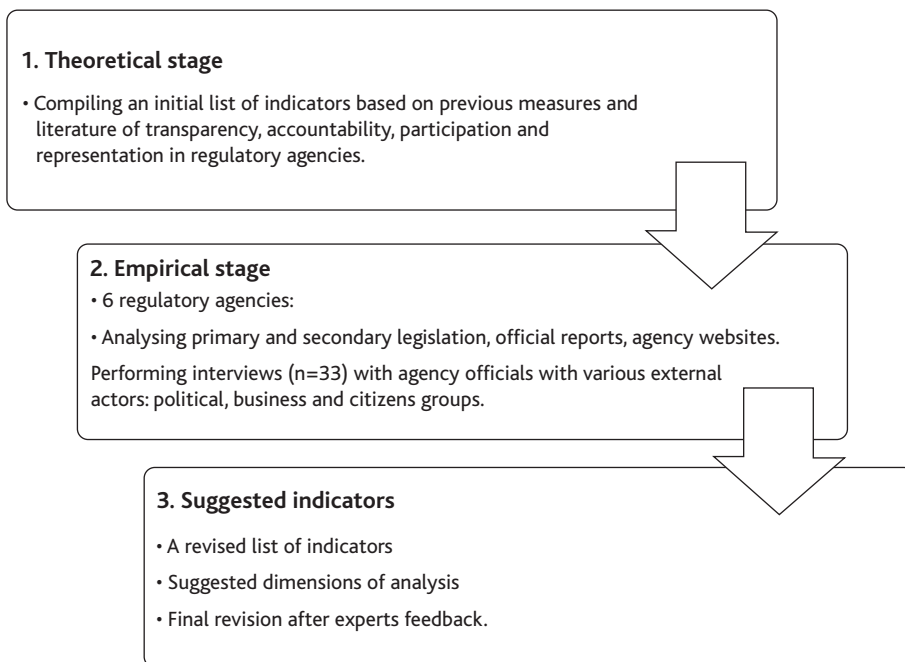 1. Theoretical stage
• Compiling an initial list of indicators based on previous measures and
literature of transparency, accountability, participation and
representation in regulatory agencies.
2. Empirical stage
• 6 regulatory agencies:
• Analysing primary and secondary legislation, official reports, agency websites.
Performing interviews (n=33) with agency officials with various external
actors: political, business and citizens groups.
3. Suggested indicators
• A revised list of indicators
• Suggested dimensions of analysis
• Final revision after experts feedback.